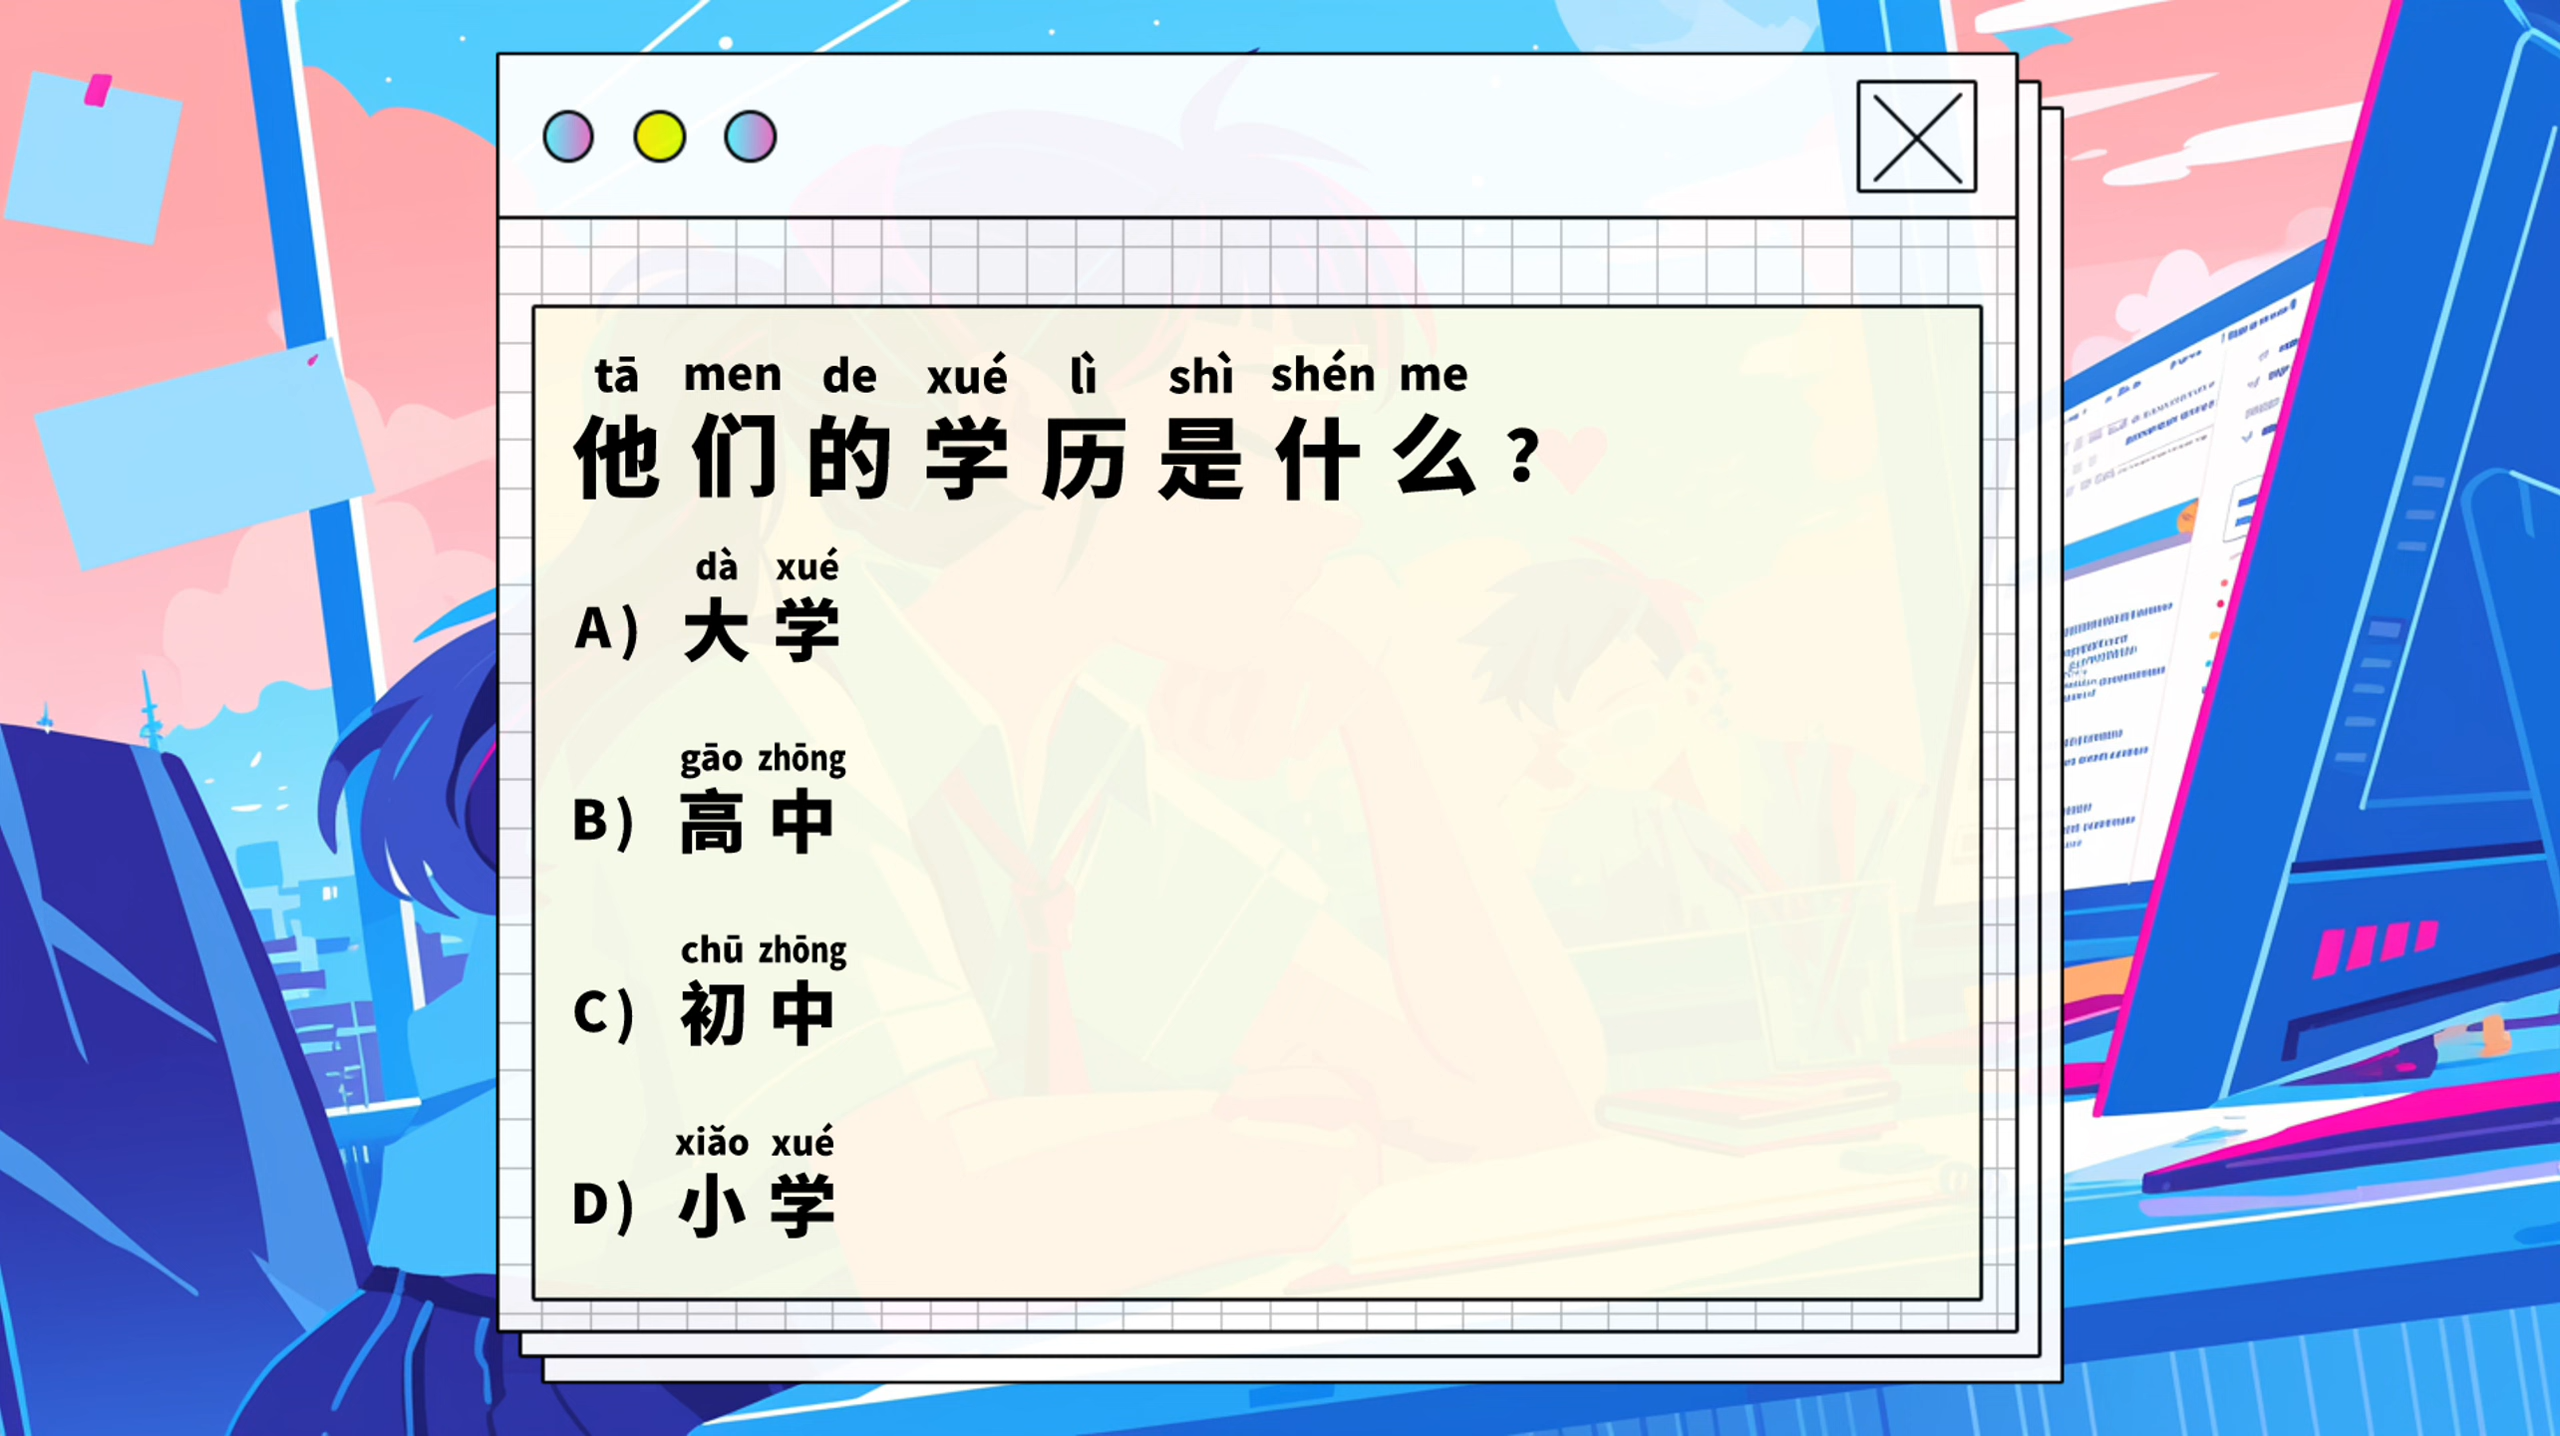 tā men de xué lì shì shén me
他们的学历是什么？
dà xué
A) 大学
gāo zhōng
B) 高中
chū zhōng
C) 初中
xiǎo xué
D) 小学